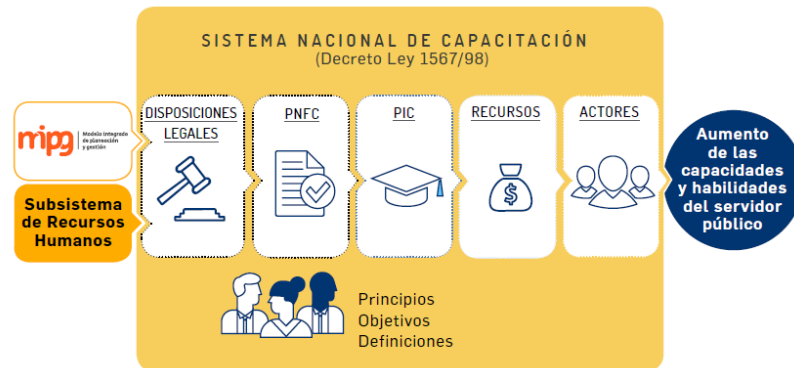 SISTEMA NACIONAL DE CAPACITACIÓN
(Decreto Ley 1567/98)
mipg
Modelo integrado
de planeación
y gestión
Subsistema
de Recursos
Humanos
DISPOSICIONES
LEGALES
PNFC
PIC
RECURSOS
$
ACTORES
Aumento
de las
capacidades
y habilidades
del servidor
público
Principios
Objetivos
Definiciones